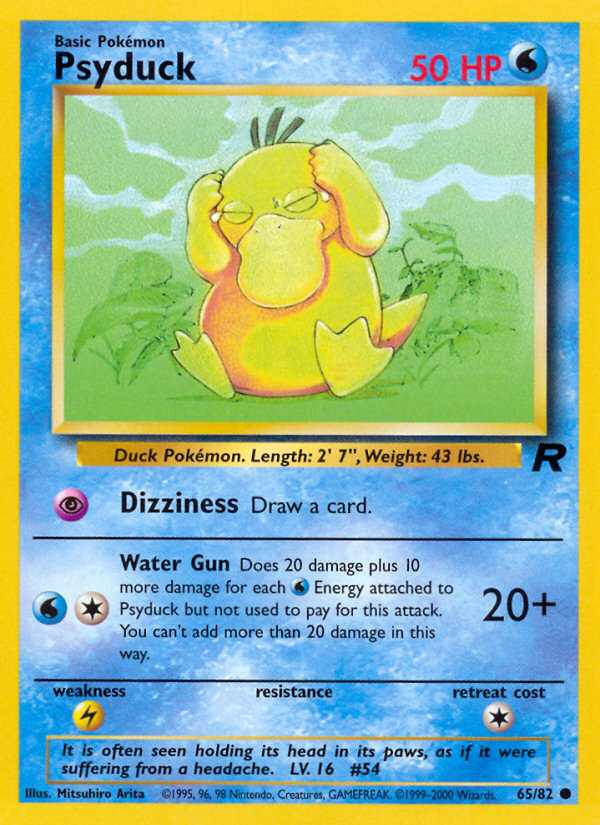 Basic Pokémon
Psyduck 50 HP
Duck Pokémon. Length: 2' 7", Weight: 43 lbs.
R
Dizziness Draw a card.
Water Gun Does 20 damage plus 10
more damage for each Energy attached to
Psyduck but not used to pay for this attack.
You can't add more than 20 damage in this
way.
20+
weakness resistance retreat cost
It is often seen holding its head in its paws, as if it were
suffering from a headache. LV. 16 #54
Illus. Mitsuhiro Arita ©1995, 96, 98 Nintendo, Creatures, GAMEFREAK. ©1999-2000 Wizards. 65/82